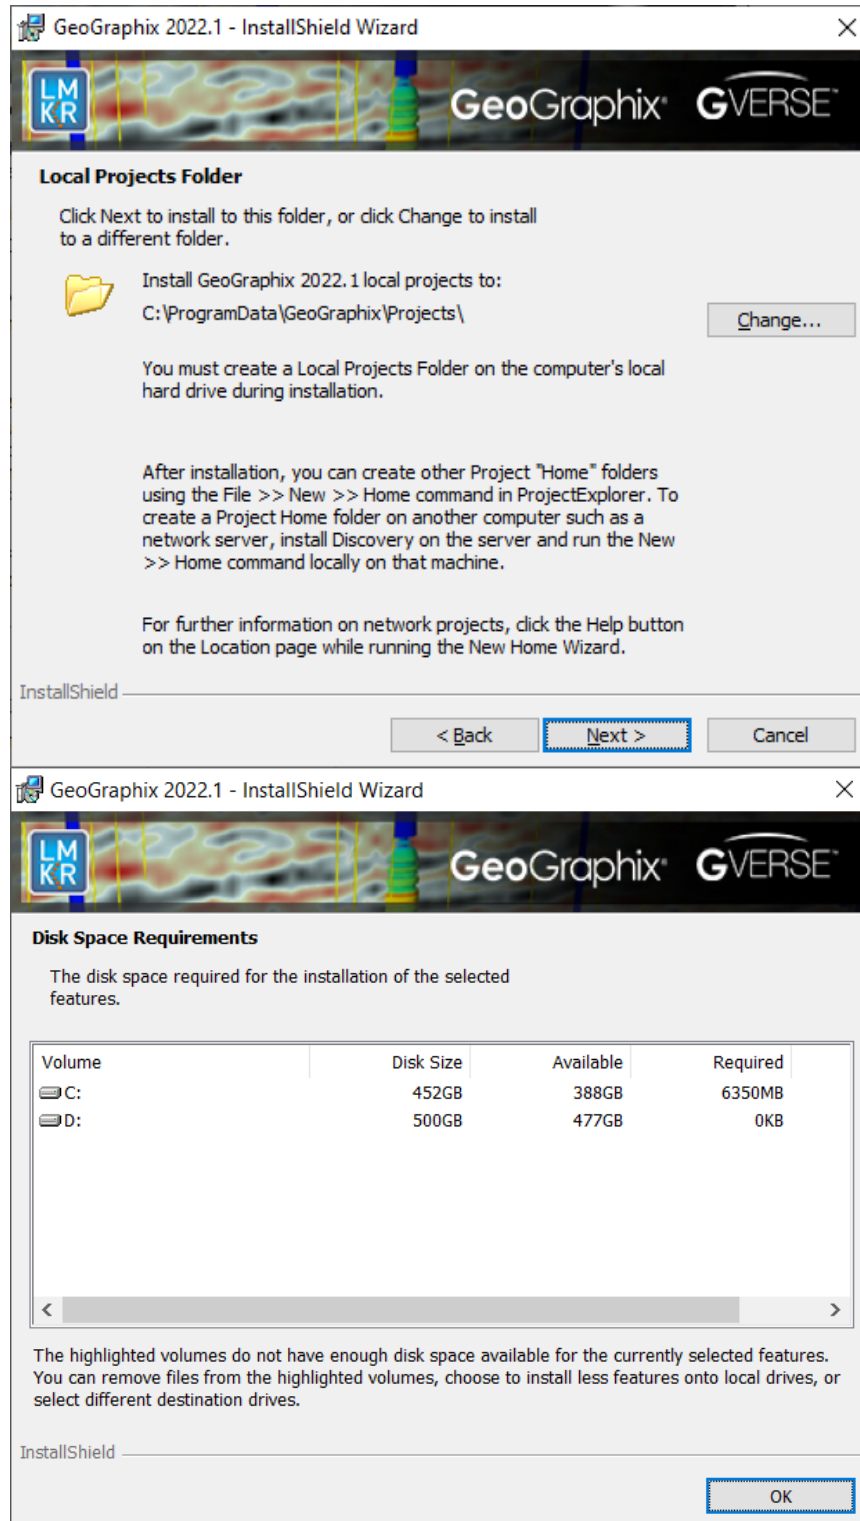 GeoGraphix 2022.1 - InstallShield Wizard
LM
KR
GeoGraphix® GVERSE™
Local Projects Folder
Click Next to install to this folder, or click Change to install
to a different folder.
Install GeoGraphix 2022.1 local projects to:
C:\ProgramData\GeoGraphix\Projects\
Change...
You must create a Local Projects Folder on the computer's local
hard drive during installation.
After installation, you can create other Project "Home" folders
using the File >> New >> Home command in ProjectExplorer. To
create a Project Home folder on another computer such as a
network server, install Discovery on the server and run the New
>> Home command locally on that machine.
For further information on network projects, click the Help button
on the Location page while running the New Home Wizard.
InstallShield
< Back Next > Cancel
GeoGraphix 2022.1 - InstallShield Wizard
LM
KR
GeoGraphix® GVERSE™
Disk Space Requirements
The disk space required for the installation of the selected
features.
Volume Disk Size Available Required
C: 452GB 388GB 6350MB
D: 500GB 477GB 0KB
The highlighted volumes do not have enough disk space available for the currently selected features.
You can remove files from the highlighted volumes, choose to install less features onto local drives, or
select different destination drives.
InstallShield
OK